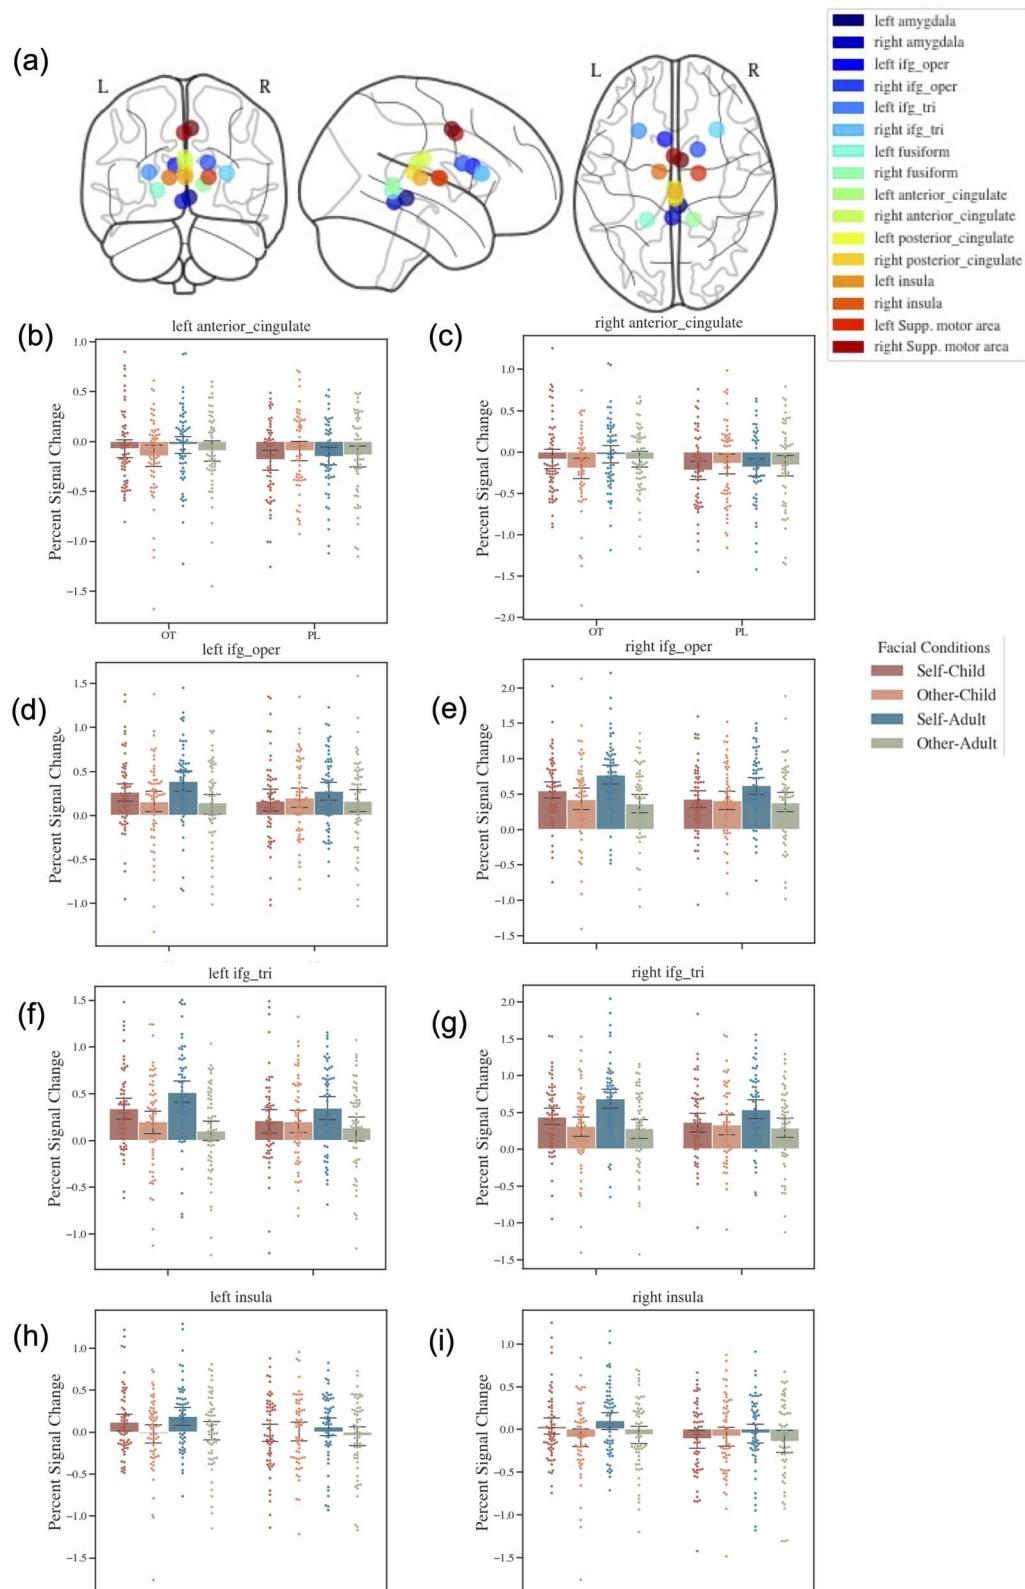 (a)
L
R
L
R
left amygdala
right amygdala
left ifg_oper
right ifg_oper
left ifg_tri
right ifg_tri
left fusiform
right fusiform
left anterior_cingulate
right anterior_cingulate
left posterior_cingulate
right posterior_cingulate
left insula
right insula
left Supp. motor area
right Supp. motor area
(b)
left anterior_cingulate
Percent Signal Change
1.0
0.5
0.0
−0.5
−1.0
−1.5
OT
PL
(c)
right anterior_cingulate
Percent Signal Change
1.0
0.5
0.0
−0.5
−1.0
−1.5
−2.0
OT
PL
(d)
left ifg_oper
Percent Signal Change
1.5
1.0
0.5
0.0
−0.5
−1.0
(e)
right ifg_oper
Percent Signal Change
2.0
1.5
1.0
0.5
0.0
−0.5
−1.0
−1.5
Facial Conditions
Self-Child
Other-Child
Self-Adult
Other-Adult
(f)
left ifg_tri
Percent Signal Change
1.5
1.0
0.5
0.0
−0.5
−1.0
(g)
right ifg_tri
Percent Signal Change
2.0
1.5
1.0
0.5
0.0
−0.5
−1.0
−1.5
(h)
left insula
Percent Signal Change
1.0
0.5
0.0
−0.5
−1.0
−1.5
(i)
right insula
Percent Signal Change
1.0
0.5
0.0
−0.5
−1.0
−1.5